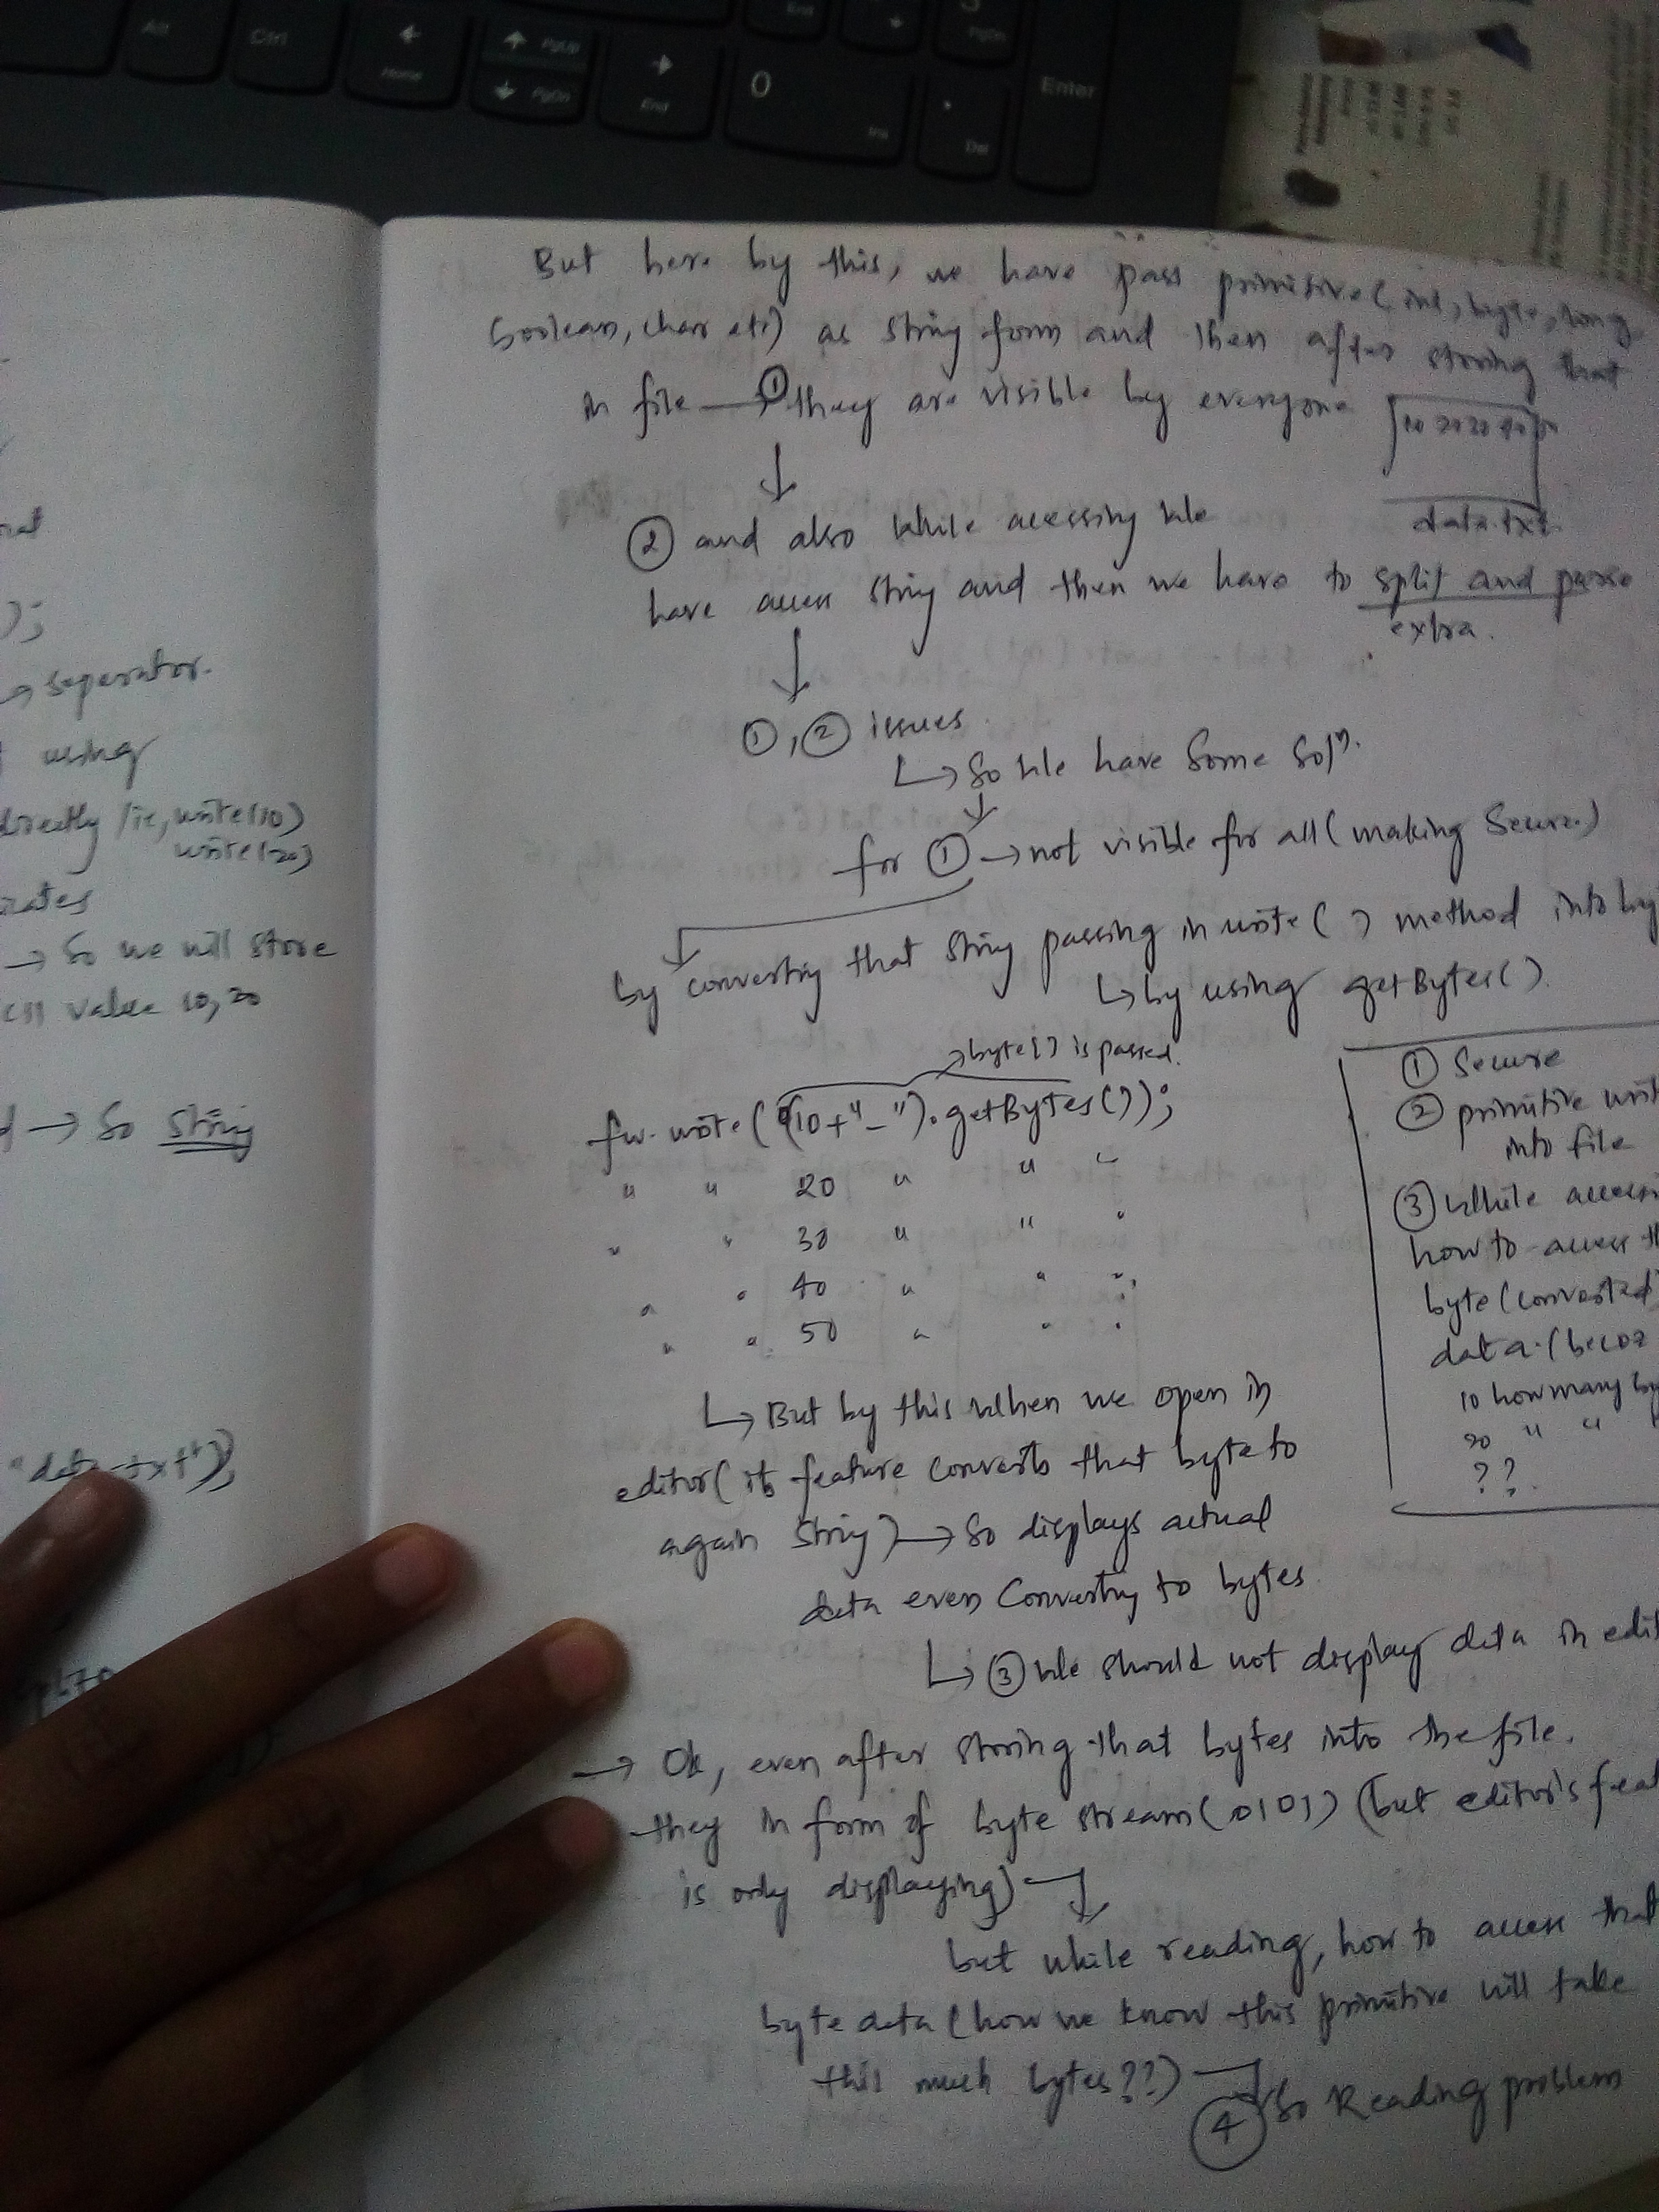 Alt
Ctrl
Home
PgUp
PgDn
End
0
Ins
.
Del
Enter
PgDn
End
But here by this, we have pass primitive (int, byte, long
boolean, char etc) as string form and then after storing that
in file → ① they are visible by everyone
data.txt
② and also while accessing we
have access string and then we have to split and parse
extra.
①, ② issues
↳ So we have some solⁿ.
for ① → not visible for all (making secure)
by converting that string passing in write( ) method into by
↳ by using getBytes().
→ byte[] is passed.
fw.write((10+"_").getBytes());
" " 20 " " "
" " 30 " " "
" " 40 " " "
" " 50 " " "
① Secure
② primitive writ
into file
③ While accessi
how to access th
byte (converted)
data. (becoz
10 how many by
20 " "
??
↳ But by this when we open in
editor (its feature converts that byte to
again string) → So displays actual
data even converting to bytes
↳ ③ We should not display data in edit
→ Ok, even after storing that bytes into the file.
they in form of byte stream (0101) (but editor's feat
is only displaying)
but while reading, how to access that
byte data (how we know this primitive will take
this much bytes??)
④ So Reading problem
);
→ seperator.
using
directly /ie, write(10)
write(20)
→ So we will store
value 10, 20
→ So String
"data.txt");